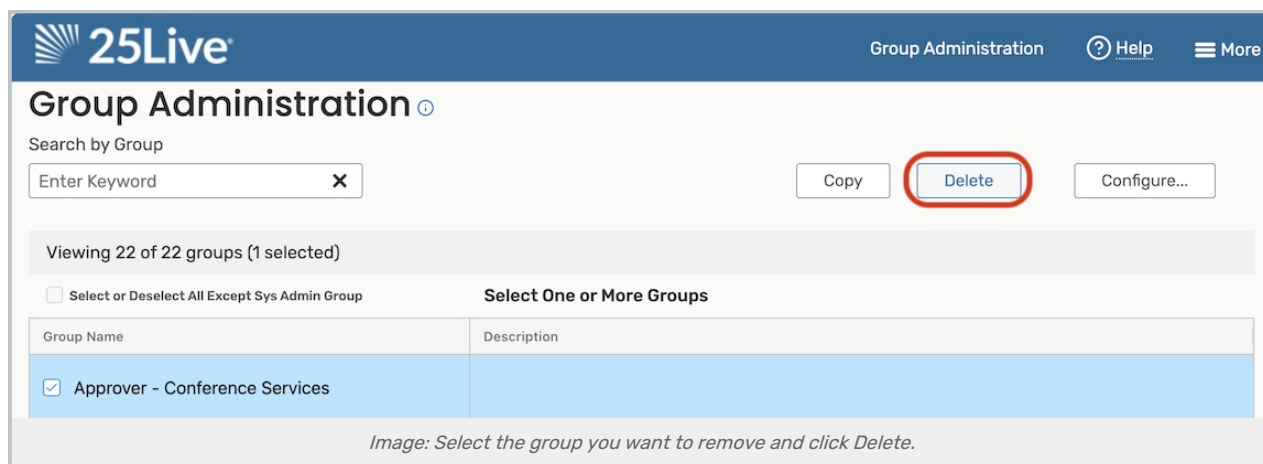 25Live
Group Administration
? Help
More
Group Administration
Search by Group
Enter Keyword
Copy
Delete
Configure...
Viewing 22 of 22 groups (1 selected)
Select or Deselect All Except Sys Admin Group
Select One or More Groups
Group Name
Description
Approver - Conference Services
Image: Select the group you want to remove and click Delete.